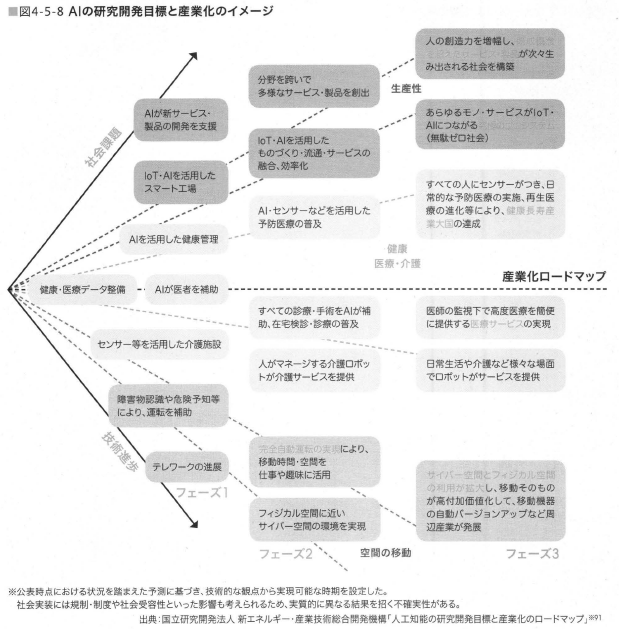 ■図4-5-8 AIの研究開発目標と産業化のイメージ
人の創造力を増幅し、
が次々生
み出される社会を構築
分野を跨いで
多様なサービス・製品を創出
生産性
AIが新サービス・
製品の開発を支援
あらゆるモノ・サービスがIoT・
AIにつながる
(無駄ゼロ社会)
IoT・AIを活用した
ものづくり・流通・サービスの
融合、効率化
社会課題
IoT・AIを活用した
スマート工場
すべての人にセンサーがつき、日
常的な予防医療の実施、再生医
療の進化等により、健康長寿産
業大国の達成
AI・センサーなどを活用した
予防医療の普及
AIを活用した健康管理
健康
医療・介護
産業化ロードマップ
健康・医療データ整備
AIが医者を補助
すべての診療・手術をAIが補
助、在宅検診・診療の普及
医師の監視下で高度医療を簡便
に提供する医療サービスの実現
センサー等を活用した介護施設
人がマネージする介護ロボッ
トが介護サービスを提供
日常生活や介護など様々な場面
でロボットがサービスを提供
障害物認識や危険予知等
により、運転を補助
技術進歩
完全自動運転の実現により、
移動時間・空間を
仕事や趣味に活用
テレワークの進展
サイバー空間とフィジカル空間
の利用が拡大し、移動そのもの
が高付加価値化して、移動機器
の自動バージョンアップなど周
辺産業が発展
フェーズ1
フィジカル空間に近い
サイバー空間の環境を実現
フェーズ2
空間の移動
フェーズ3
※公表時点における状況を踏まえた予測に基づき、技術的な観点から実現可能な時期を設定した。
社会実装には規制・制度や社会受容性といった影響も考えられるため、実質的に異なる結果を招く不確実性がある。
出典:国立研究開発法人 新エネルギー・産業技術総合開発機構「人工知能の研究開発目標と産業化のロードマップ」※91